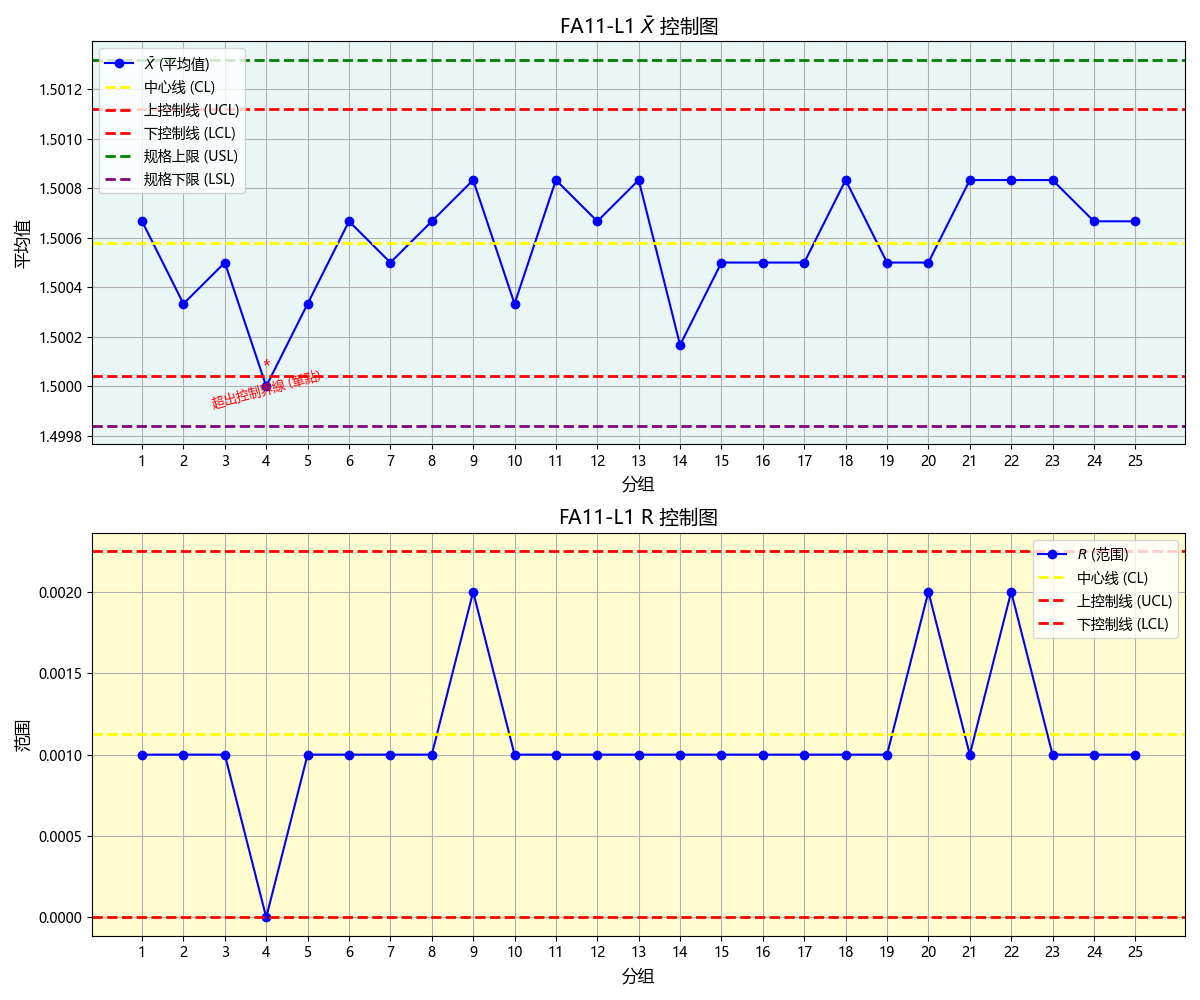 FA11-L1 X̄ 控制图
X̄ (平均值)
中心线 (CL)
上控制线 (UCL)
下控制线 (LCL)
规格上限 (USL)
规格下限 (LSL)
平均值
1.5012
1.5010
1.5008
1.5006
1.5004
1.5002
1.5000
1.4998
*
超出控制界線 (單點)
1 2 3 4 5 6 7 8 9 10 11 12 13 14 15 16 17 18 19 20 21 22 23 24 25
分组
FA11-L1 R 控制图
R (范围)
中心线 (CL)
上控制线 (UCL)
下控制线 (LCL)
范围
0.0020
0.0015
0.0010
0.0005
0.0000
1 2 3 4 5 6 7 8 9 10 11 12 13 14 15 16 17 18 19 20 21 22 23 24 25
分组